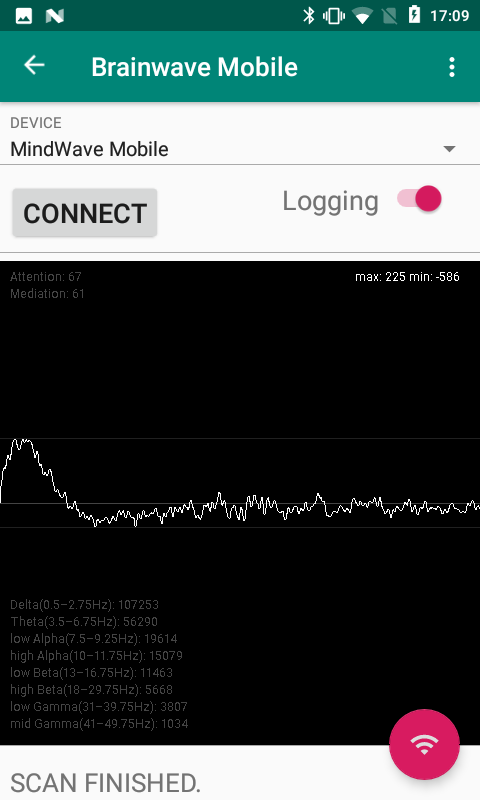 17:09
Brainwave Mobile
DEVICE
MindWave Mobile
CONNECT
Logging
Attention: 67
max: 225 min: -586
Mediation: 61
Delta(0.5–2.75Hz): 107253
Theta(3.5–6.75Hz): 56290
low Alpha(7.5–9.25Hz): 19614
high Alpha(10–11.75Hz): 15079
low Beta(13–16.75Hz): 11463
high Beta(18–29.75Hz): 5668
low Gamma(31–39.75Hz): 3807
mid Gamma(41–49.75Hz): 1034
SCAN FINISHED.